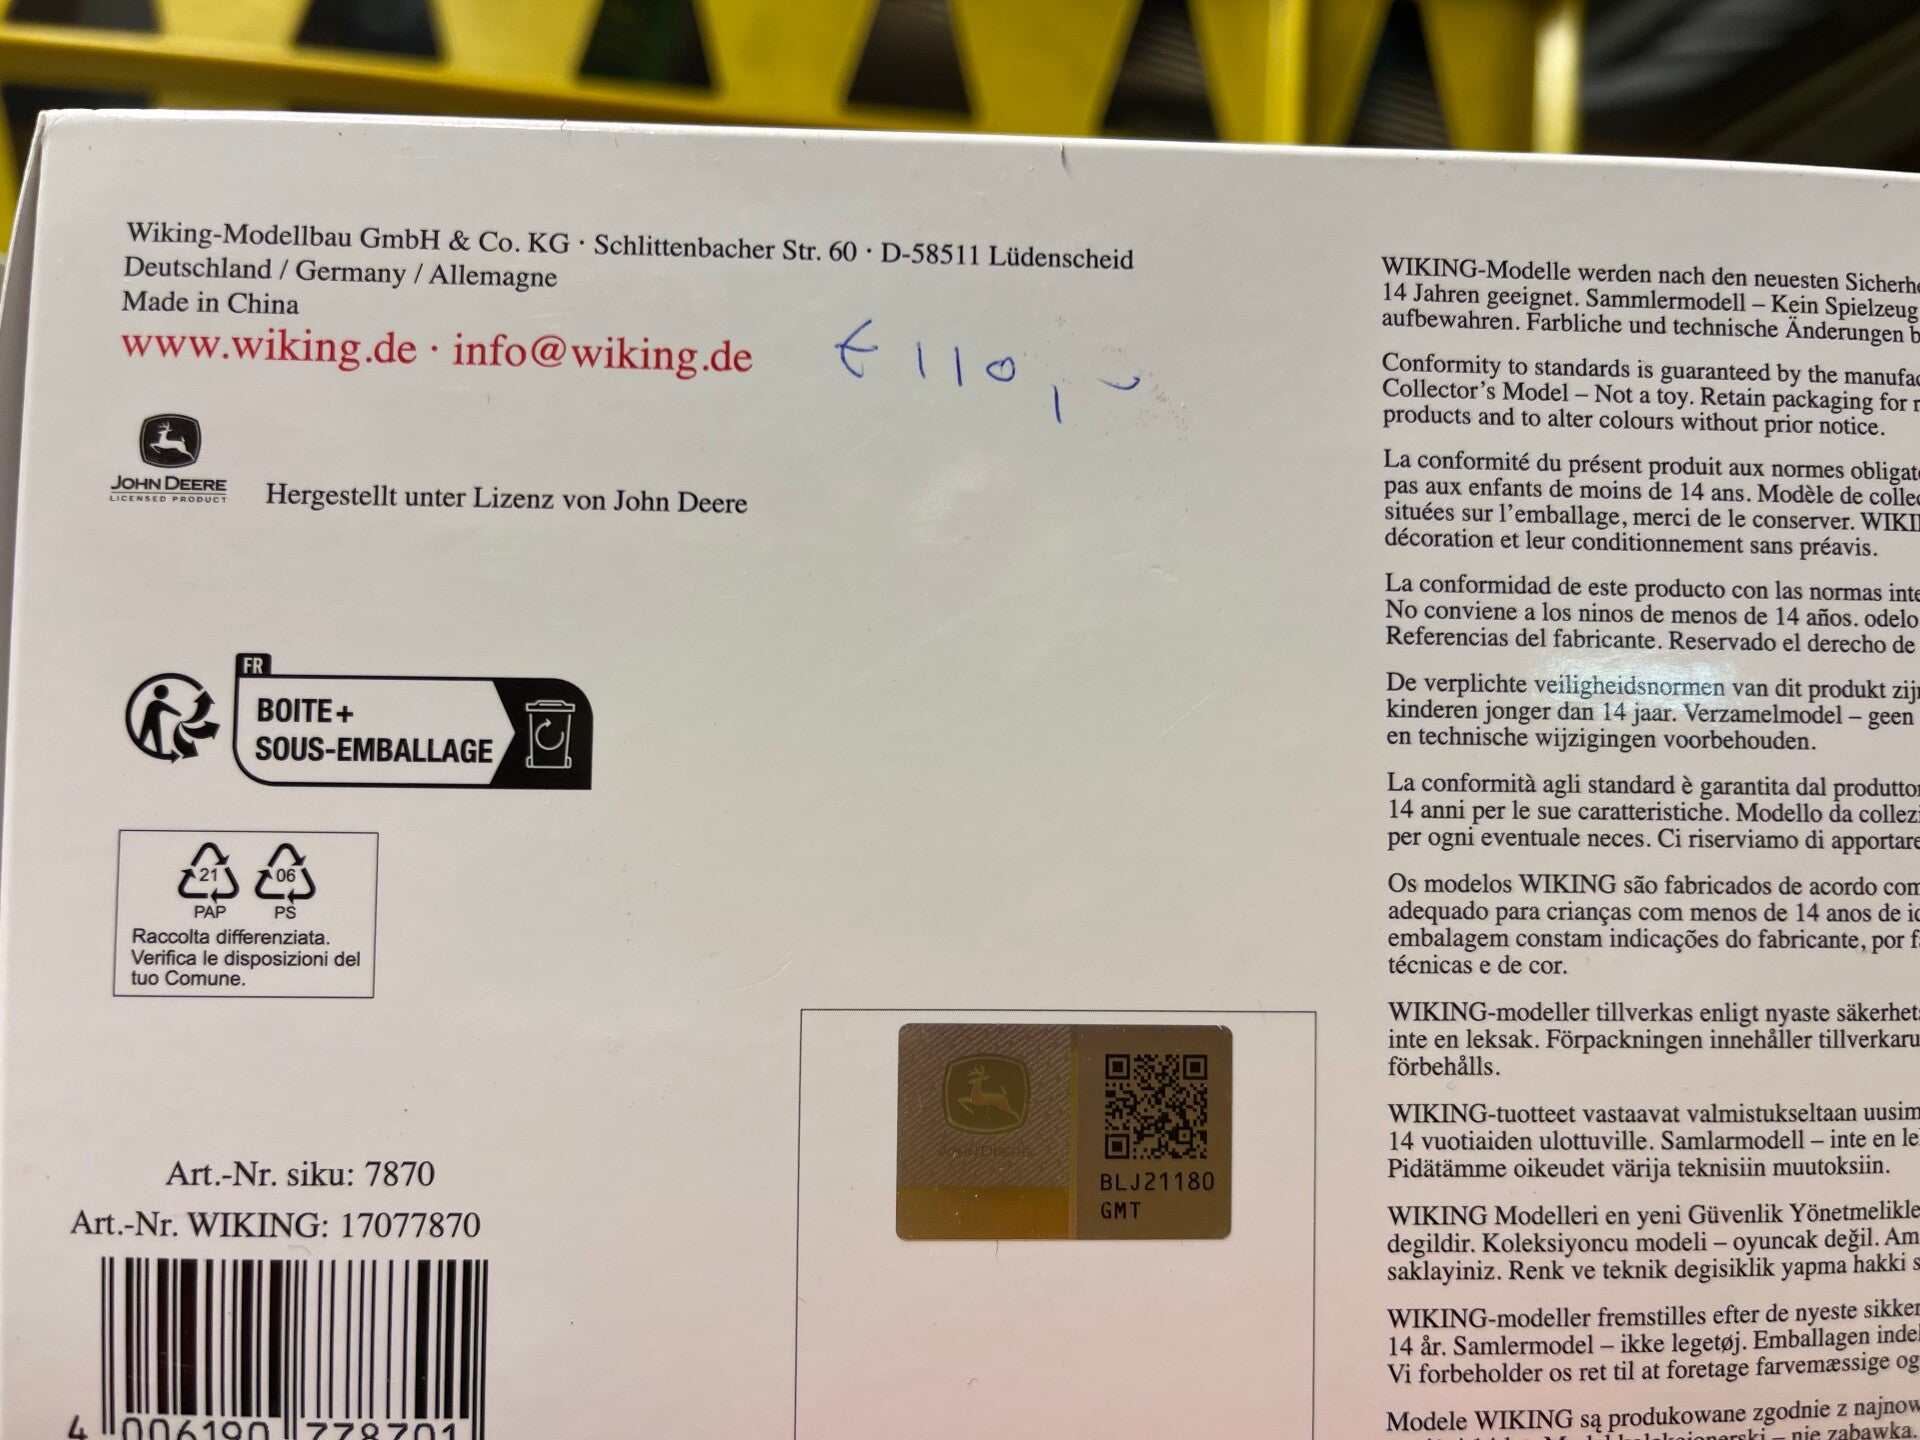 Wiking-Modellbau GmbH & Co. KG · Schlittenbacher Str. 60 · D-58511 Lüdenscheid
Deutschland / Germany / Allemagne
Made in China
www.wiking.de · info@wiking.de
€ 110,-
JOHN DEERE
LICENSED PRODUCT
Hergestellt unter Lizenz von John Deere
FR
BOITE+
SOUS-EMBALLAGE
21 06
PAP PS
Raccolta differenziata.
Verifica le disposizioni del
tuo Comune.
Art.-Nr. siku: 7870
Art.-Nr. WIKING: 17077870
4 006190 778701
JOHN DEERE
BLJ21180
GMT
WIKING-Modelle werden nach den neuesten
14 Jahren geeignet. Sammlermodell – Kein Spielzeug
aufbewahren. Farbliche und technische Änderungen
Conformity to standards is guaranteed by the
Collector's Model – Not a toy. Retain packaging for
products and to alter colours without prior notice.
La conformité du présent produit aux normes
pas aux enfants de moins de 14 ans. Modèle de
situées sur l'emballage, merci de le conserver.
décoration et leur conditionnement sans préavis.
La conformidad de este producto con las normas
No conviene a los ninos de menos de 14 años. odelo
Referencias del fabricante. Reservado el derecho de
De verplichte veiligheidsnormen van dit produkt
kinderen jonger dan 14 jaar. Verzamelmodel – geen
en technische wijzigingen voorbehouden.
La conformità agli standard è garantita dal
14 anni per le sue caratteristiche. Modello da
per ogni eventuale neces. Ci riserviamo di apportare
Os modelos WIKING são fabricados de acordo com
adequado para crianças com menos de 14 anos de
embalagem constam indicações do fabricante, por
técnicas e de cor.
WIKING-modeller tillverkas enligt nyaste
inte en leksak. Förpackningen innehåller
förbehålls.
WIKING-tuotteet vastaavat valmistukseltaan
14 vuotiaiden ulottuville. Samlarmodell – inte en
Pidätämme oikeudet värija teknisiin muutoksiin.
WIKING Modelleri en yeni Güvenlik
degildir. Koleksiyoncu modeli – oyuncak değil.
saklayiniz. Renk ve teknik degisiklik yapma hakki
WIKING-modeller fremstilles efter de nyeste
14 år. Samlermodel – ikke legetøj. Emballagen
Vi forbeholder os ret til at foretage farvemæssige og
Modele WIKING są produkowane zgodnie z
nie zabawka.